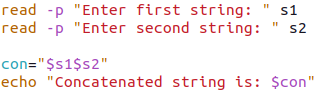 read -p "Enter first string: " s1
read -p "Enter second string: " s2
con="$s1$s2"
echo "Concatenated string is: $con"